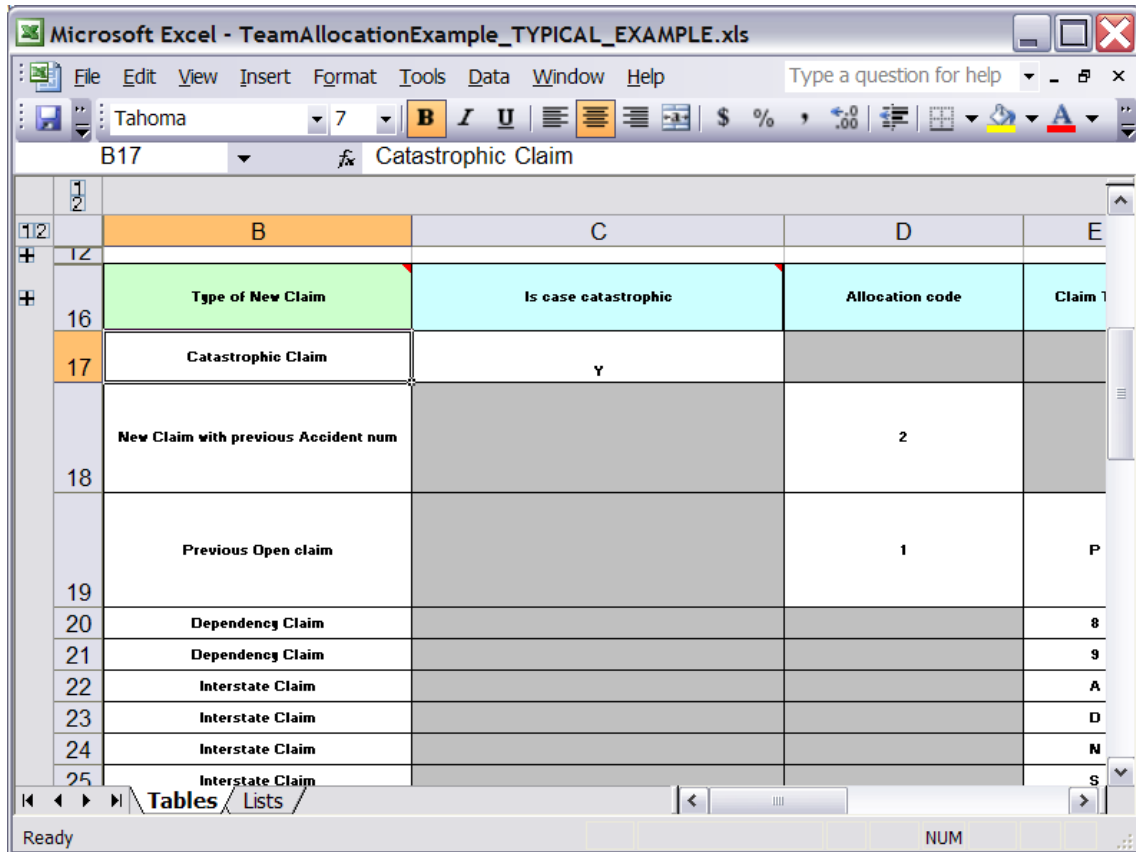 Microsoft Excel - TeamAllocationExample_TYPICAL_EXAMPLE.xls
File Edit View Insert Format Tools Data Window Help Type a question for help
Tahoma 7 B I U $ % , .00
B17 fx Catastrophic Claim
1
2
1 2 B C D E
12
16 Type of New Claim Is case catastrophic Allocation code Claim
17 Catastrophic Claim Y
18 New Claim with previous Accident num 2
19 Previous Open claim 1 P
20 Dependency Claim 8
21 Dependency Claim 9
22 Interstate Claim A
23 Interstate Claim D
24 Interstate Claim N
25 Interstate Claim S
Tables Lists
Ready NUM